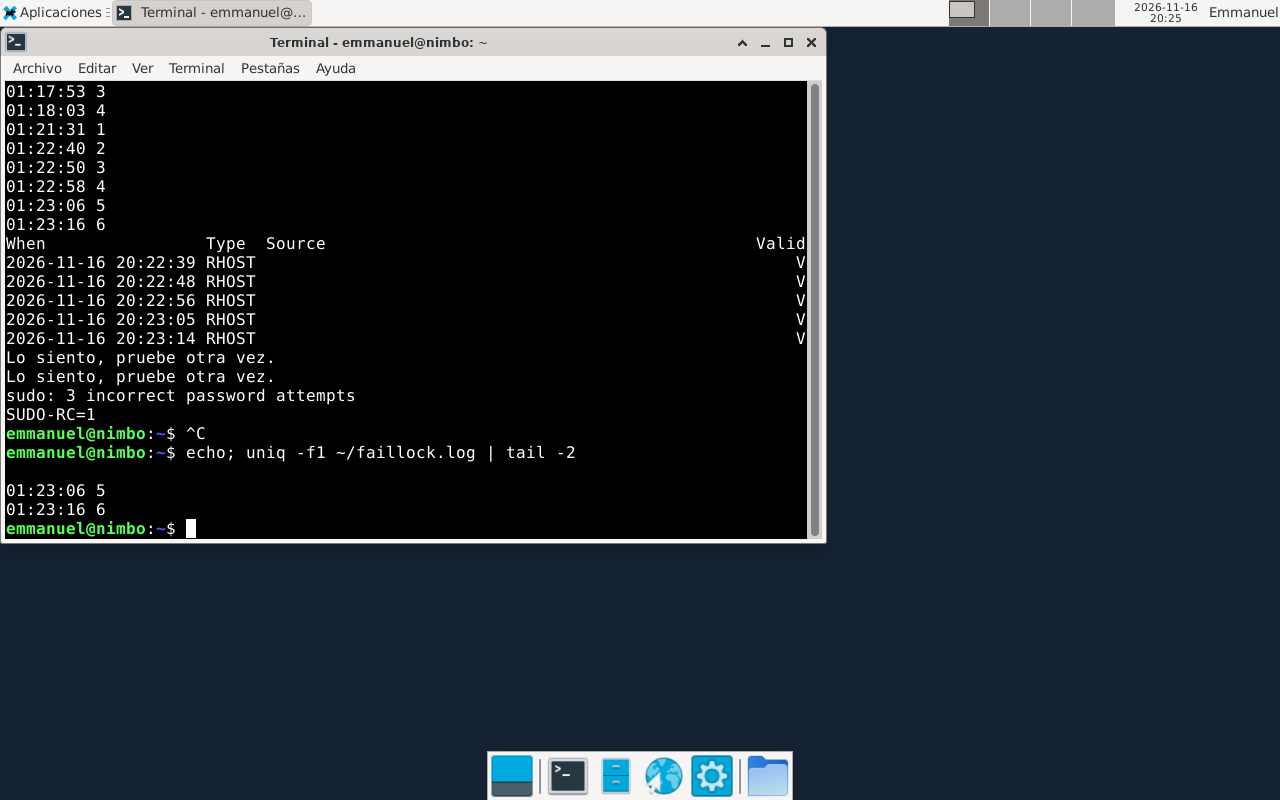 Aplicaciones
Terminal - emmanuel@...
2026-11-16
20:25
Emmanuel
Terminal - emmanuel@nimbo: ~
Archivo Editar Ver Terminal Pestañas Ayuda
01:17:53 3
01:18:03 4
01:21:31 1
01:22:40 2
01:22:50 3
01:22:58 4
01:23:06 5
01:23:16 6
When Type Source Valid
2026-11-16 20:22:39 RHOST V
2026-11-16 20:22:48 RHOST V
2026-11-16 20:22:56 RHOST V
2026-11-16 20:23:05 RHOST V
2026-11-16 20:23:14 RHOST V
Lo siento, pruebe otra vez.
Lo siento, pruebe otra vez.
sudo: 3 incorrect password attempts
SUDO-RC=1
emmanuel@nimbo:~$ ^C
emmanuel@nimbo:~$ echo; uniq -f1 ~/faillock.log | tail -2
01:23:06 5
01:23:16 6
emmanuel@nimbo:~$